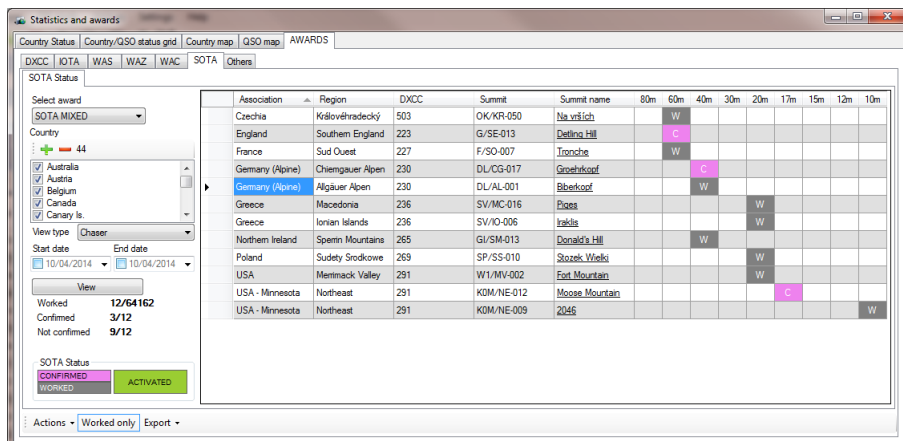 Statistics and awards
Country Status Country/QSO status grid Country map QSO map AWARDS
DXCC IOTA WAS WAZ WAC SOTA Others
SOTA Status
Select award
SOTA MIXED
Country
44
Australia
Austria
Belgium
Canada
Canary Is.
View type Chaser
Start date End date
10/04/2014 10/04/2014
View
Worked 12/64162
Confirmed 3/12
Not confirmed 9/12
SOTA Status
CONFIRMED
WORKED
ACTIVATED
Association Region DXCC Summit Summit name 80m 60m 40m 30m 20m 17m 15m 12m 10m
Czechia Královéhradecký 503 OK/KR-050 Na vrších W
England Southern England 223 G/SE-013 Detling Hill C
France Sud Ouest 227 F/SO-007 Tronche W
Germany (Alpine) Chiemgauer Alpen 230 DL/CG-017 Groehrkopf C
Germany (Alpine) Allgäuer Alpen 230 DL/AL-001 Biberkopf W
Greece Macedonia 236 SV/MC-016 Piges W
Greece Ionian Islands 236 SV/IO-006 Iraklis W
Northern Ireland Sperrin Mountains 265 GI/SM-013 Donald's Hill W
Poland Sudety Srodkowe 269 SP/SS-010 Stozek Wielki W
USA Merrimack Valley 291 W1/MV-002 Fort Mountain W
USA - Minnesota Northeast 291 K0M/NE-012 Moose Mountain C
USA - Minnesota Northeast 291 K0M/NE-009 2046 W
Actions Worked only Export